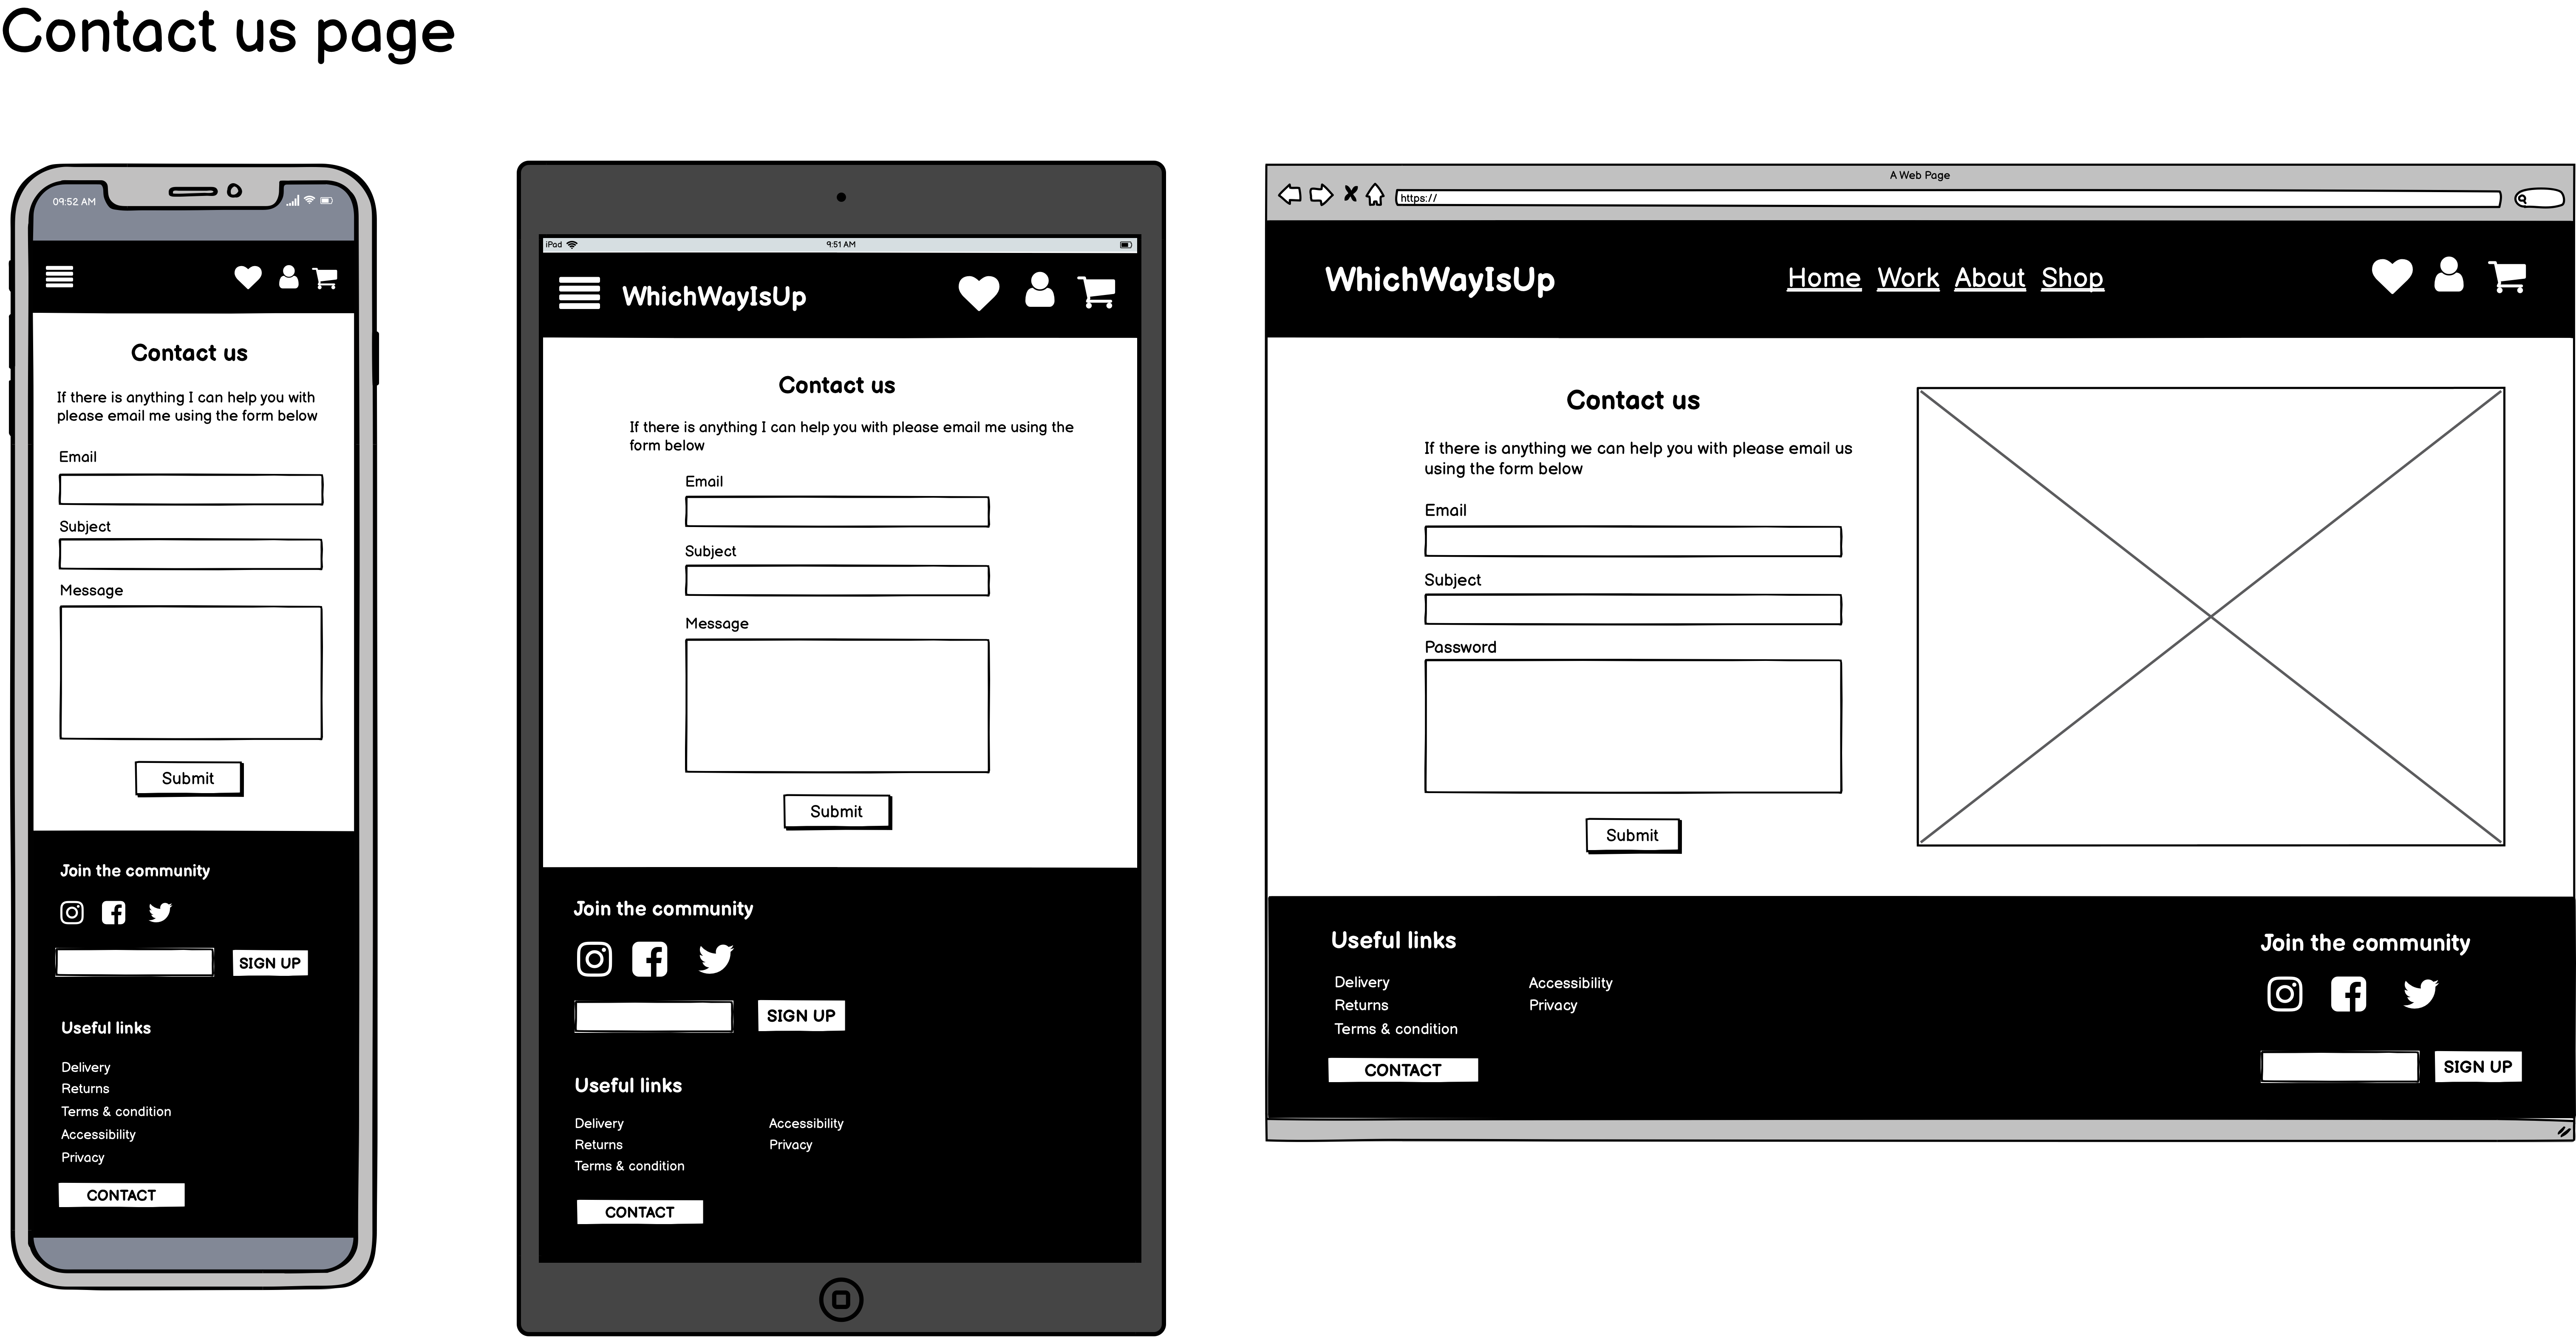 Contact us page
09:52 AM
Contact us
If there is anything I can help you with
please email me using the form below
Email
Subject
Message
Submit
Join the community
SIGN UP
Useful links
Delivery
Returns
Terms & condition
Accessibility
Privacy
CONTACT
iPad
9:51 AM
WhichWayIsUp
Contact us
If there is anything I can help you with please email me using the
form below
Email
Subject
Message
Submit
Join the community
SIGN UP
Useful links
Delivery
Returns
Terms & condition
Accessibility
Privacy
CONTACT
A Web Page
https://
WhichWayIsUp
Home Work About Shop
Contact us
If there is anything we can help you with please email us
using the form below
Email
Subject
Password
Submit
Useful links
Delivery
Returns
Terms & condition
Accessibility
Privacy
CONTACT
Join the community
SIGN UP